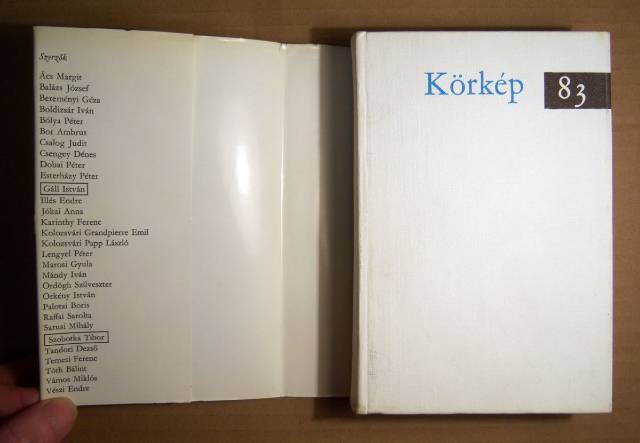 Szerzők
Ács Margit
Balázs József
Bereményi Géza
Boldizsár Iván
Bólya Péter
Bor Ambrus
Csalog Judit
Csengey Dénes
Dobai Péter
Esterházy Péter
Gáll István
Illés Endre
Jókai Anna
Karinthy Ferenc
Kolozsvári Grandpierre Emil
Kolozsvári Papp László
Lengyel Péter
Marosi Gyula
Mándy Iván
Ördögh Szilveszter
Örkény István
Palotai Boris
Raffai Sarolta
Sarusi Mihály
Szobotka Tibor
Tandori Dezső
Temesi Ferenc
Tóth Bálint
Vámos Miklós
Vészi Endre
Körkép 83